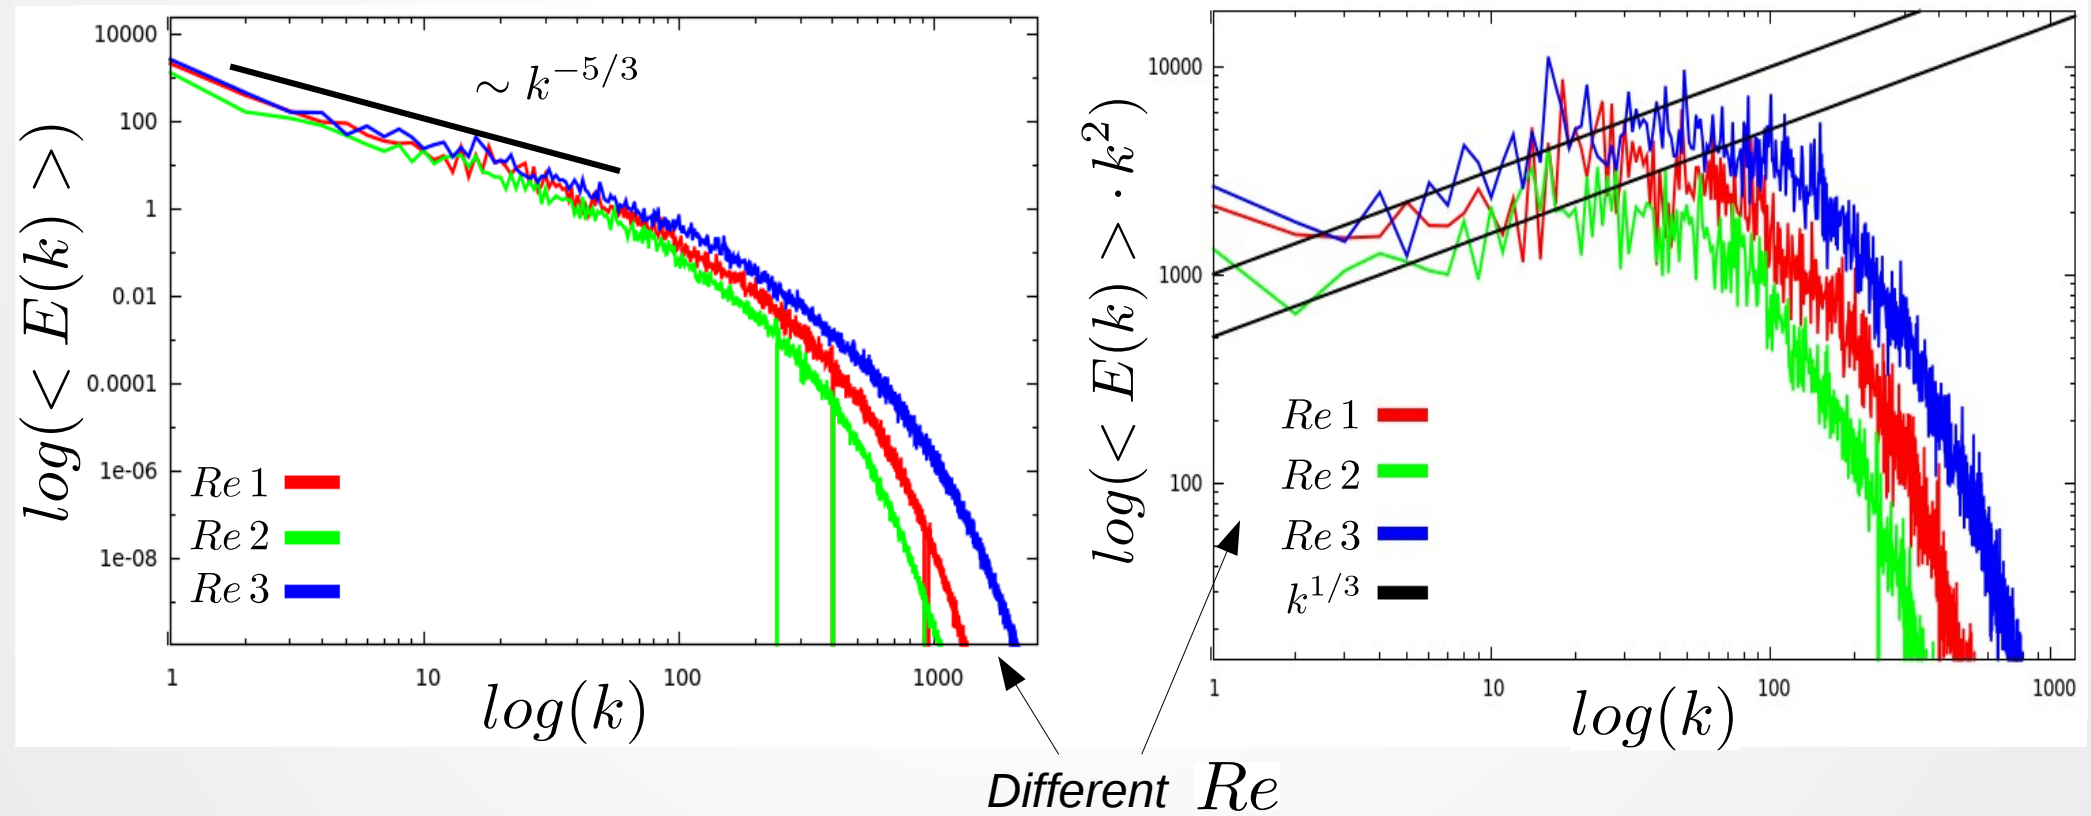 10000
100
1
0.01
0.0001
1e-06
1e-08
log(< E(k) >)
∼ k^{-5/3}
Re 1
Re 2
Re 3
1 10 100 1000
log(k)
10000
1000
100
log(< E(k) > · k^2)
Re 1
Re 2
Re 3
k^{1/3}
1 10 100 1000
log(k)
Different Re